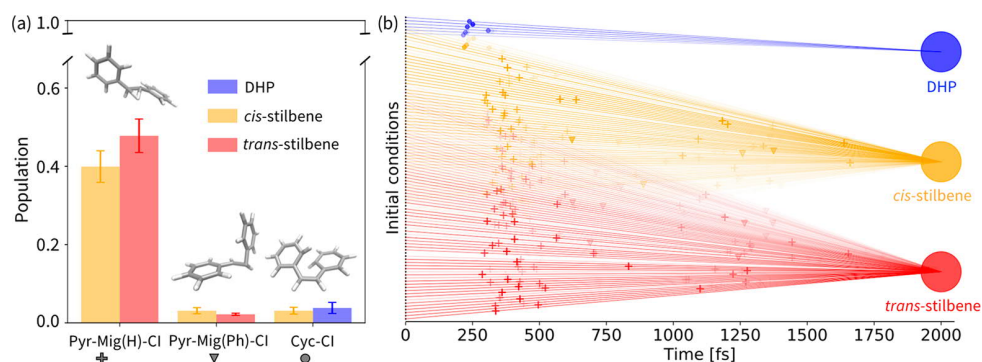 (a)
1.0
0.6
0.4
0.2
0.0
Population
DHP
cis-stilbene
trans-stilbene
Pyr-Mig(H)-CI
Pyr-Mig(Ph)-CI
Cyc-CI
(b)
Initial conditions
DHP
cis-stilbene
trans-stilbene
0
250
500
750
1000
1250
1500
1750
2000
Time [fs]